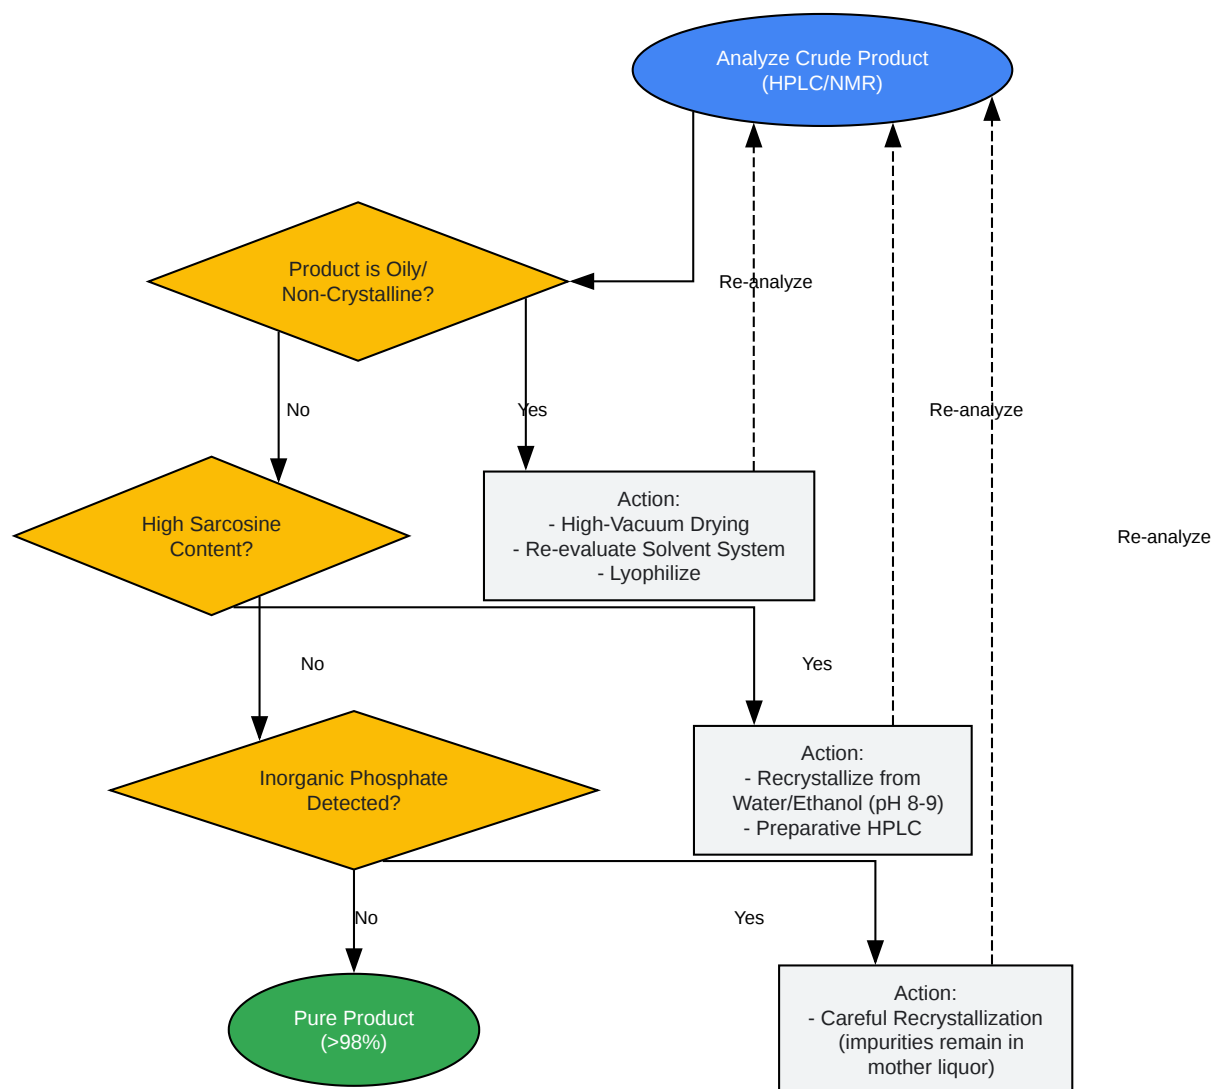 Analyze Crude Product
(HPLC/NMR)
Product is Oily/
Non-Crystalline?
Re-analyze
No
Yes
Re-analyze
High Sarcosine
Content?
Action:
- High-Vacuum Drying
- Re-evaluate Solvent System
- Lyophilize
Re-analyze
No
Yes
Inorganic Phosphate
Detected?
Action:
- Recrystallize from
Water/Ethanol (pH 8-9)
- Preparative HPLC
No
Yes
Pure Product
(>98%)
Action:
- Careful Recrystallization
(impurities remain in
mother liquor)